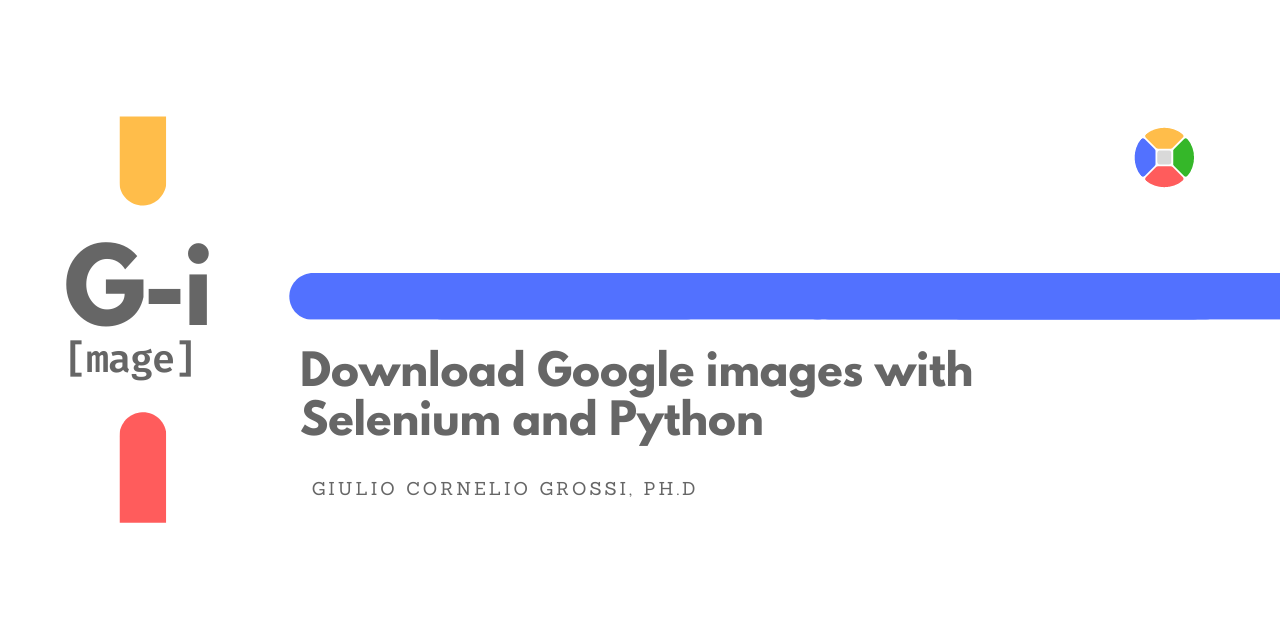 G-i
[mage]
Download Google images with
Selenium and Python
GIULIO CORNELIO GROSSI, PH.D